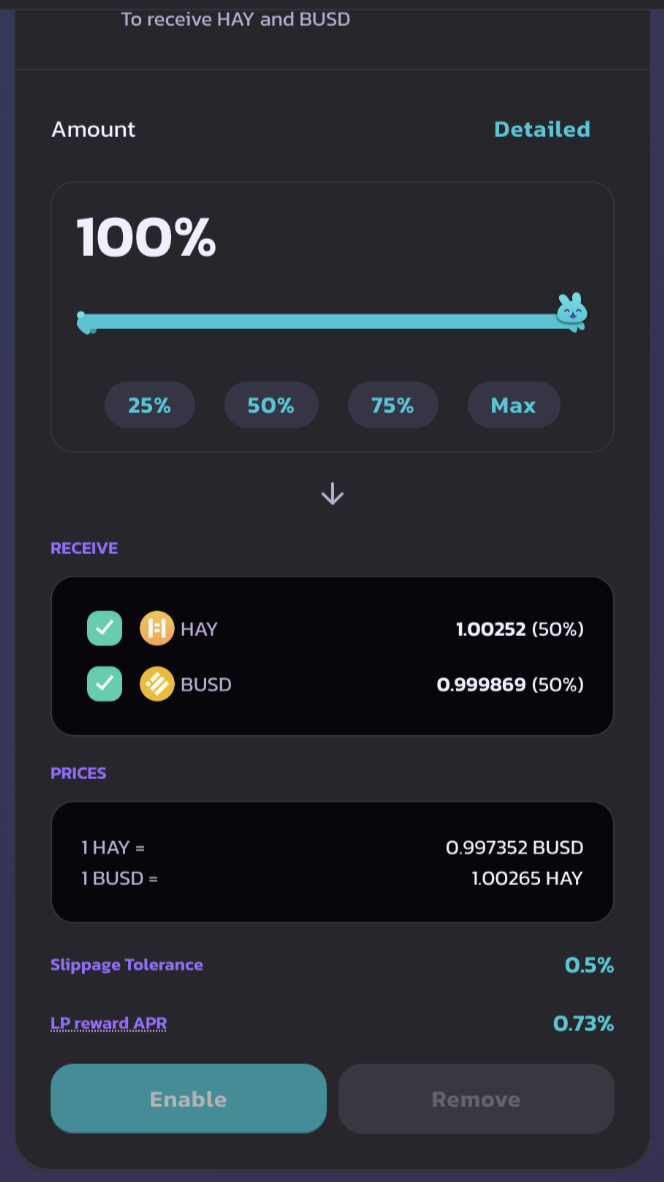 To receive HAY and BUSD
Amount Detailed
100%
25% 50% 75% Max
RECEIVE
HAY 1.00252 (50%)
BUSD 0.999869 (50%)
PRICES
1 HAY = 0.997352 BUSD
1 BUSD = 1.00265 HAY
Slippage Tolerance 0.5%
LP reward APR 0.73%
Enable Remove